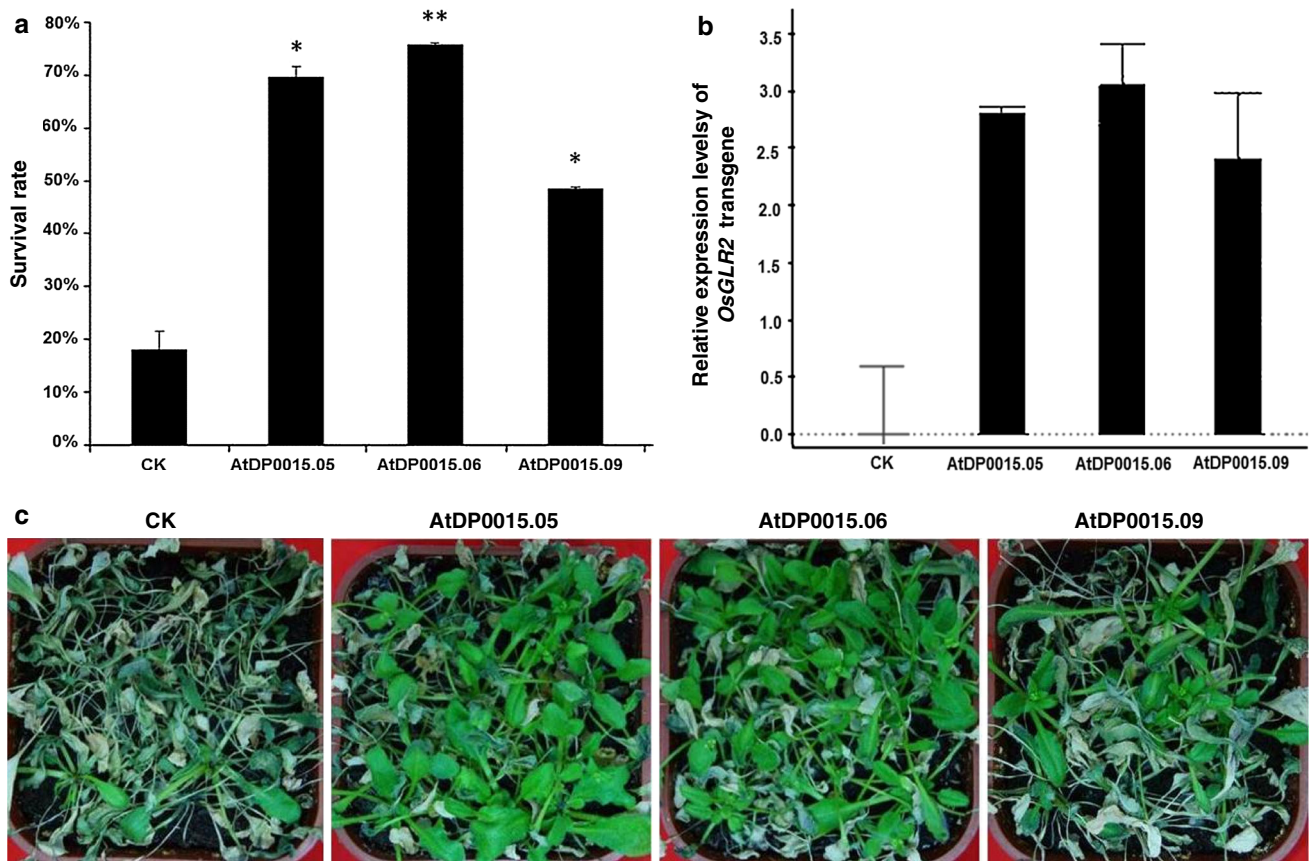 a
80%
70%
60%
50%
40%
30%
20%
10%
0%
Survival rate
*
**
*
CK
AtDP0015.05
AtDP0015.06
AtDP0015.09
b
3.5
3.0
2.5
2.0
1.5
1.0
0.5
0.0
Relative expression levelsy of
OsGLR2 transgene
CK
AtDP0015.05
AtDP0015.06
AtDP0015.09
c
CK
AtDP0015.05
AtDP0015.06
AtDP0015.09